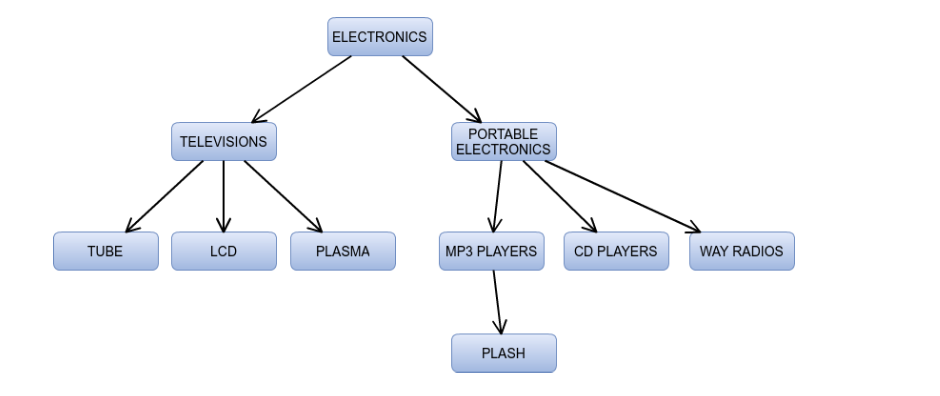 ELECTRONICS
TELEVISIONS
PORTABLE
ELECTRONICS
TUBE
LCD
PLASMA
MP3 PLAYERS
CD PLAYERS
WAY RADIOS
PLASH